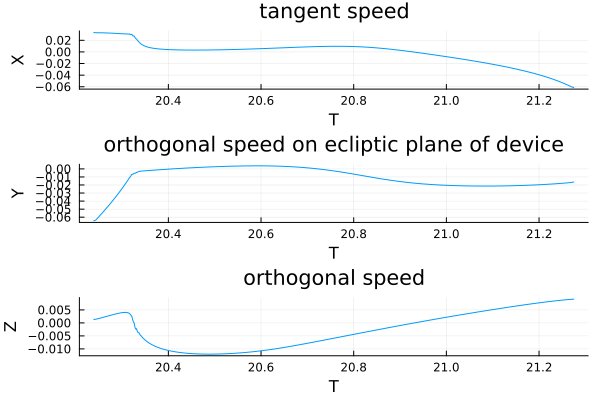 tangent speed
X
0.02
0.00
−0.02
−0.04
−0.06
20.4 20.6 20.8 21.0 21.2
T
orthogonal speed on ecliptic plane of device
Y
0.00
−0.01
−0.02
−0.03
−0.04
−0.05
−0.06
20.4 20.6 20.8 21.0 21.2
T
orthogonal speed
Z
0.005
0.000
−0.005
−0.010
20.4 20.6 20.8 21.0 21.2
T